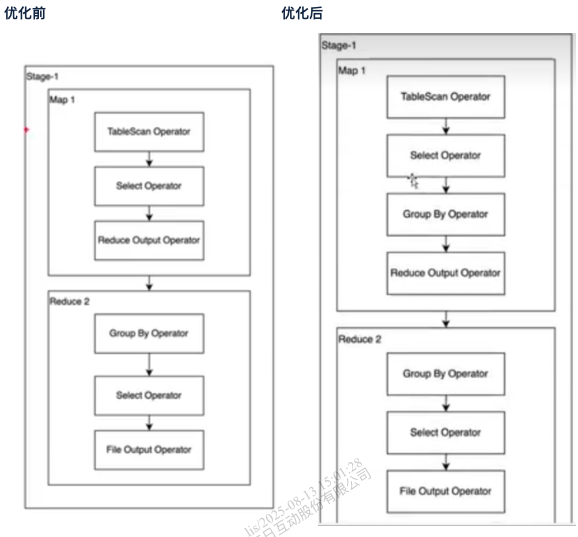 优化前
优化后
Stage-1
Map 1
TableScan Operator
Select Operator
Reduce Output Operator
Reduce 2
Group By Operator
Select Operator
File Output Operator
Stage-1
Map 1
TableScan Operator
Select Operator
Group By Operator
Reduce Output Operator
Reduce 2
Group By Operator
Select Operator
File Output Operator
lis/2025-08-13 15:01:28
互动股份有限公司